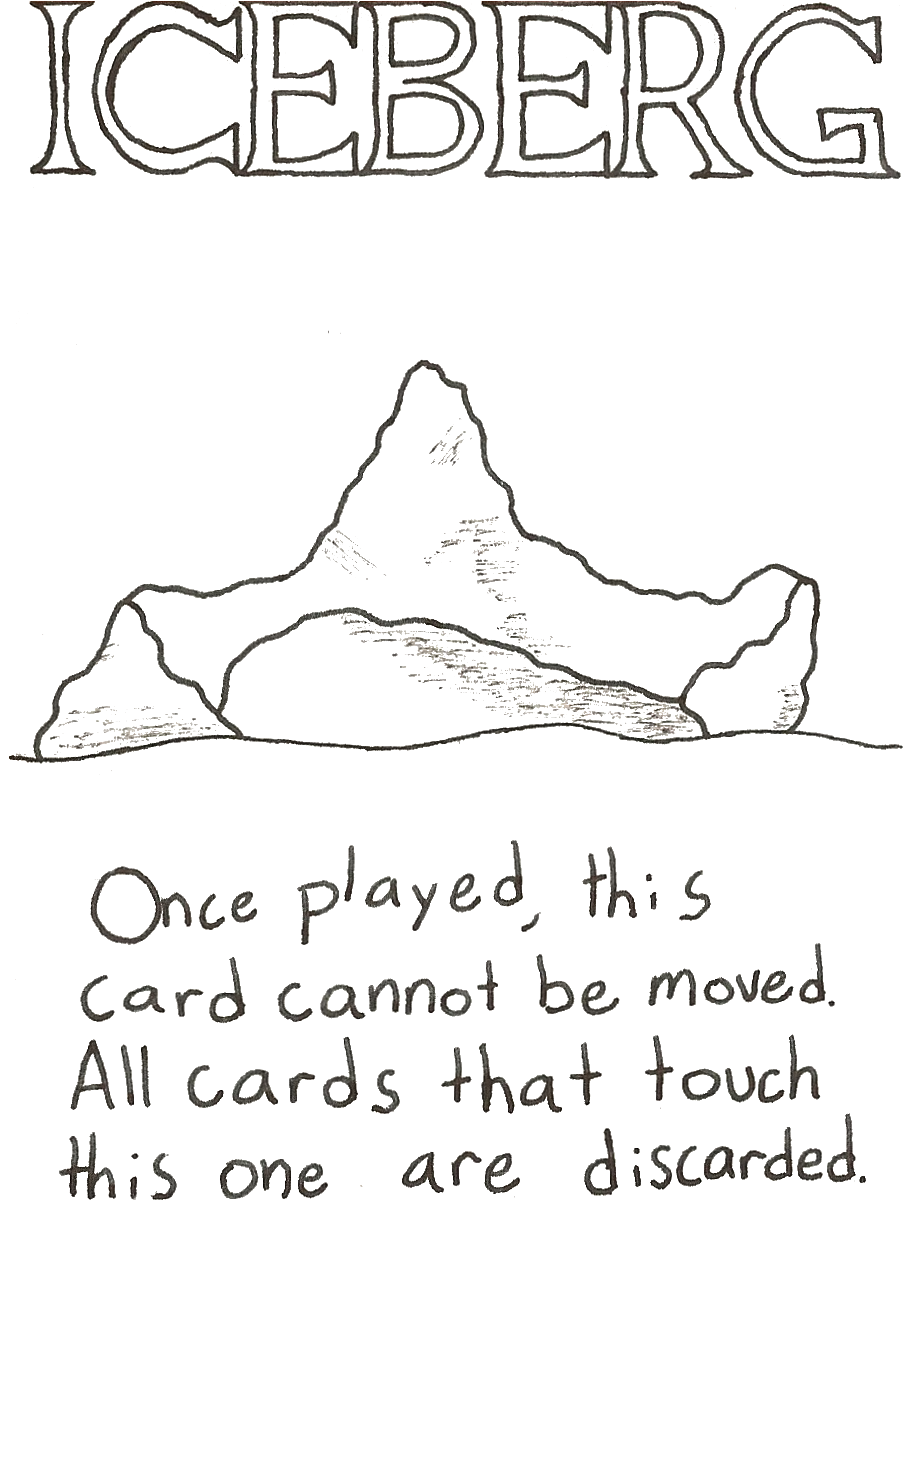 ICEBERG
Once played, this
card cannot be moved.
All cards that touch
this one are discarded.